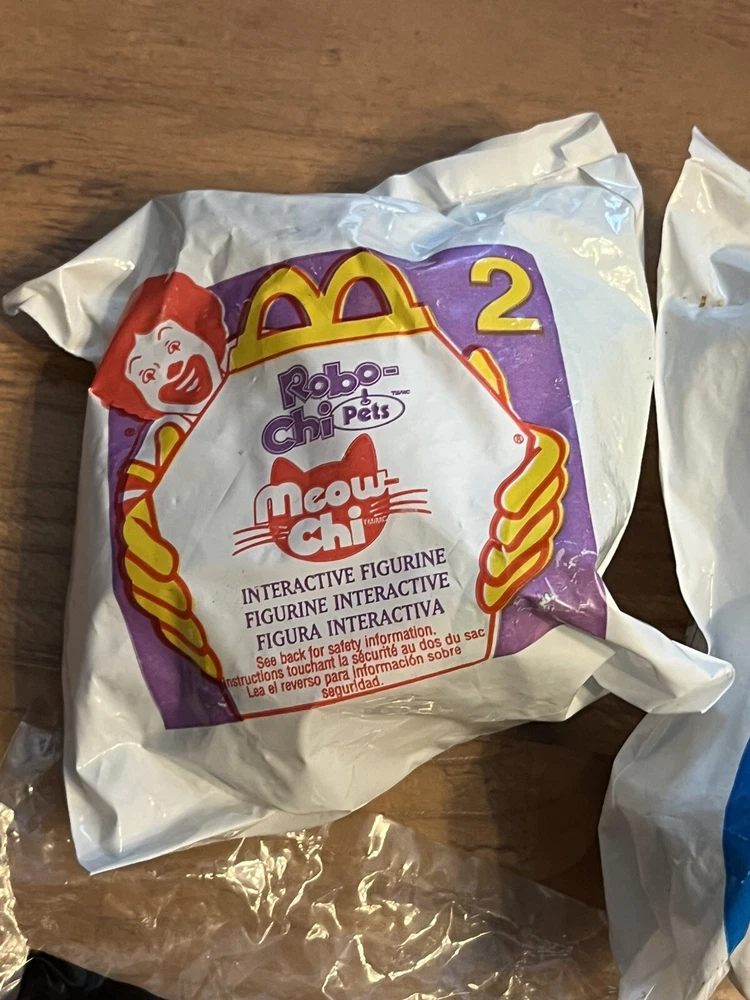 2
Robo-
Chi Pets
Meow-
Chi
INTERACTIVE FIGURINE
FIGURINE INTERACTIVE
FIGURA INTERACTIVA
See back for safety information.
Instructions touchant la sécurité au dos du sac
Lea el reverso para información sobre
seguridad.